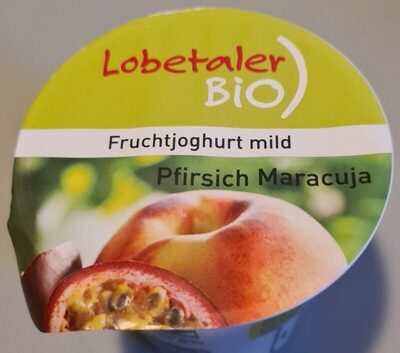 Lobetaler
BiO
Fruchtjoghurt mild
Pfirsich Maracuja